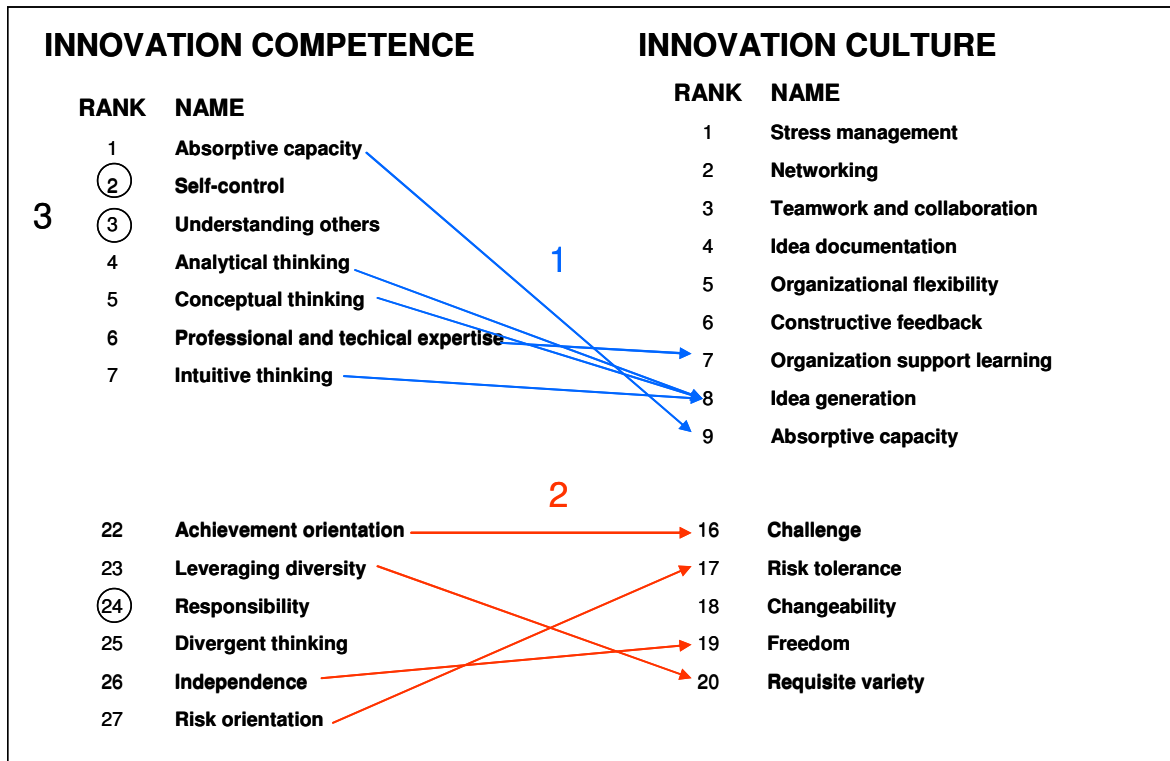 INNOVATION COMPETENCE
RANK NAME
1 Absorptive capacity
2 Self-control
3 Understanding others
4 Analytical thinking
5 Conceptual thinking
6 Professional and techical expertise
7 Intuitive thinking
3
22 Achievement orientation
23 Leveraging diversity
24 Responsibility
25 Divergent thinking
26 Independence
27 Risk orientation
1
2
INNOVATION CULTURE
RANK NAME
1 Stress management
2 Networking
3 Teamwork and collaboration
4 Idea documentation
5 Organizational flexibility
6 Constructive feedback
7 Organization support learning
8 Idea generation
9 Absorptive capacity
16 Challenge
17 Risk tolerance
18 Changeability
19 Freedom
20 Requisite variety